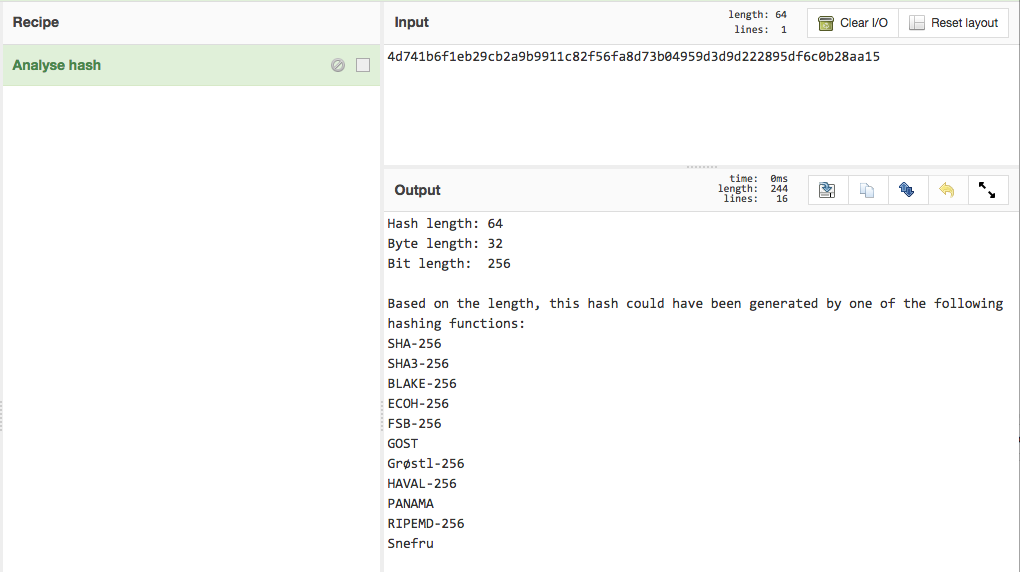 Recipe
Analyse hash
Input
length: 64
lines: 1
Clear I/O
Reset layout
4d741b6f1eb29cb2a9b9911c82f56fa8d73b04959d3d9d222895df6c0b28aa15
Output
time: 0ms
length: 244
lines: 16
Hash length: 64
Byte length: 32
Bit length: 256
Based on the length, this hash could have been generated by one of the following
hashing functions:
SHA-256
SHA3-256
BLAKE-256
ECOH-256
FSB-256
GOST
Grøstl-256
HAVAL-256
PANAMA
RIPEMD-256
Snefru